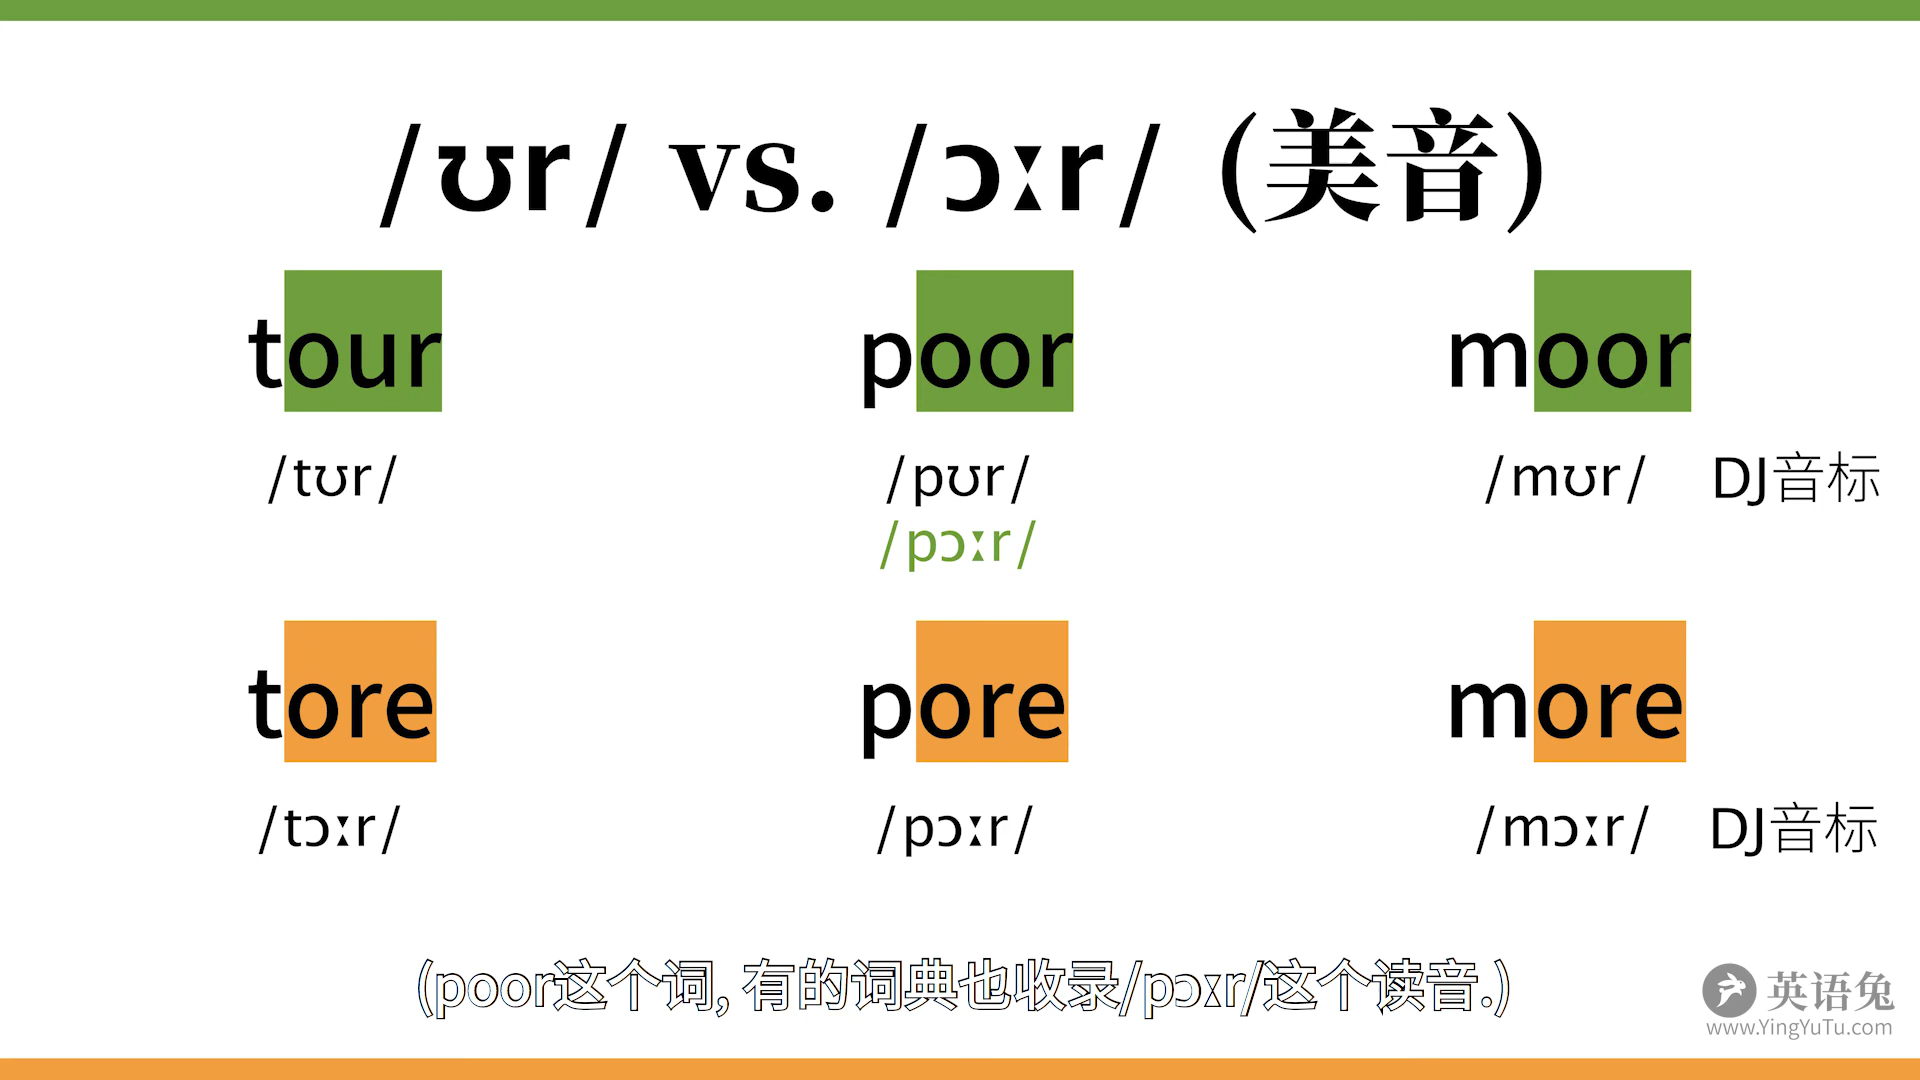 /ʊr/ vs. /ɔːr/ (美音)
tour poor moor
/tʊr/ /pʊr/ /mʊr/ DJ音标
/pɔːr/
tore pore more
/tɔːr/ /pɔːr/ /mɔːr/ DJ音标
(poor这个词, 有的词典也收录/pɔːr/这个读音.)
英语兔
www.YingYuTu.com